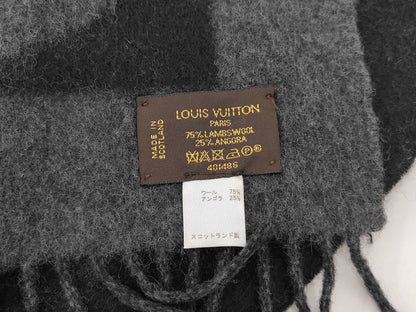 MADE IN
SCOTLAND
LOUIS VUITTON
PARIS
75% LAMBSWOOL
25% ANGORA
401486
ウール 75%
アンゴラ 25%
スコットランド製